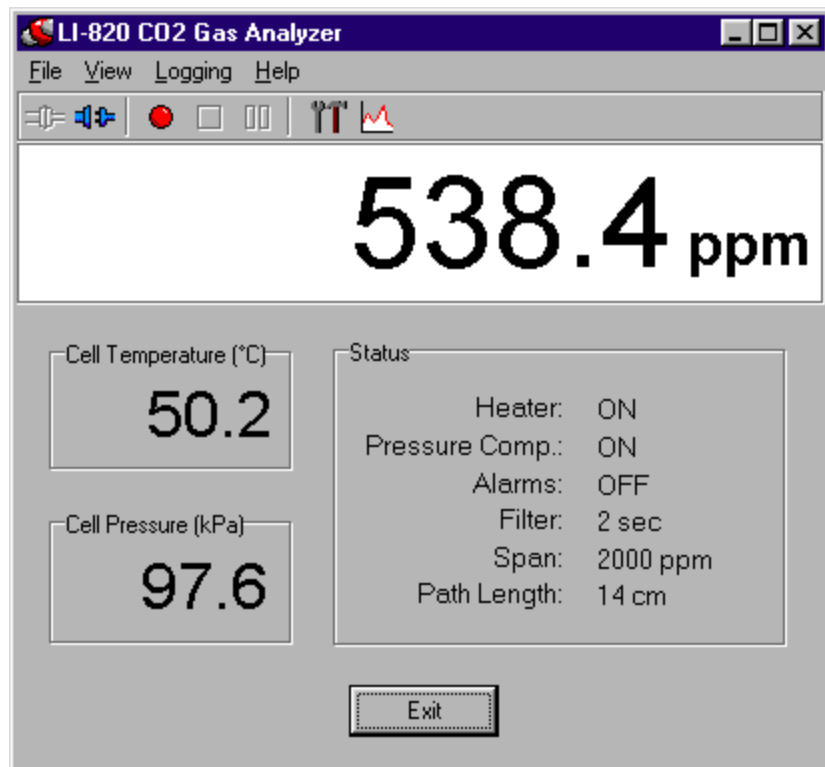 LI-820 CO2 Gas Analyzer
File View Logging Help
538.4 ppm
Cell Temperature (°C)
50.2
Cell Pressure (kPa)
97.6
Status
Heater: ON
Pressure Comp.: ON
Alarms: OFF
Filter: 2 sec
Span: 2000 ppm
Path Length: 14 cm
Exit